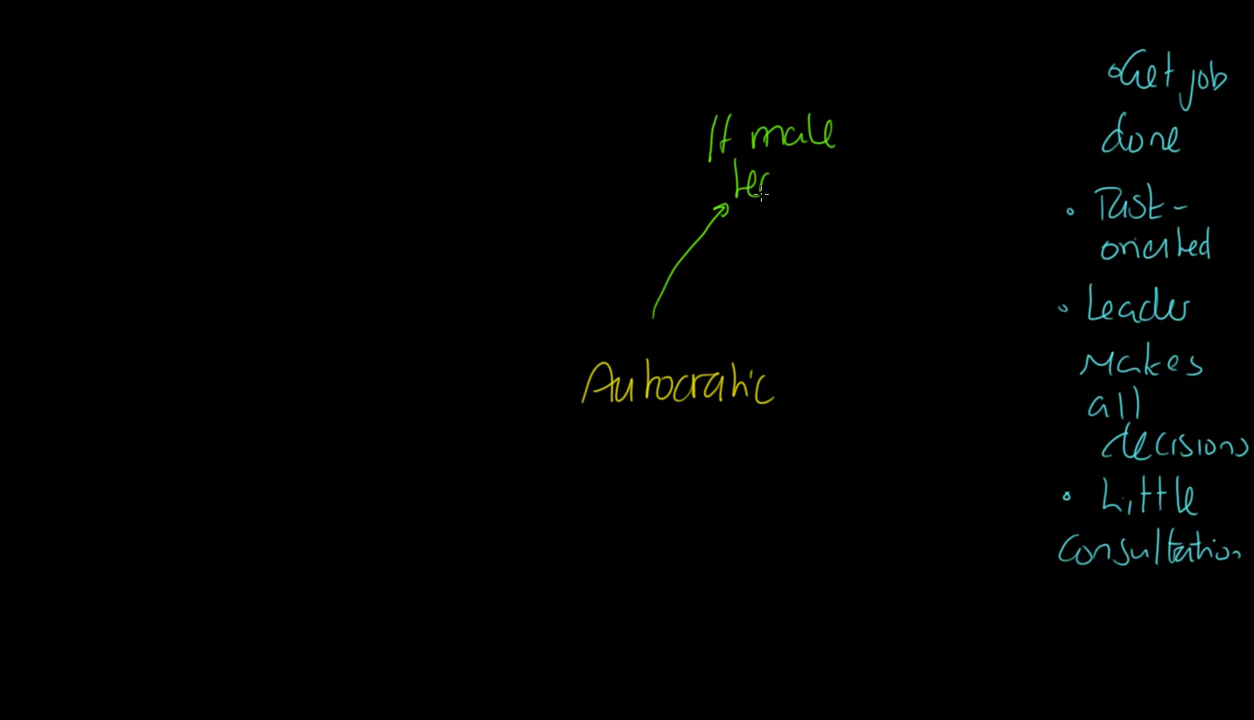 If male
Autocratic
• Get job
done
• Task-
oriented
• Leader
Makes
all
decisions
• Little
Consultation